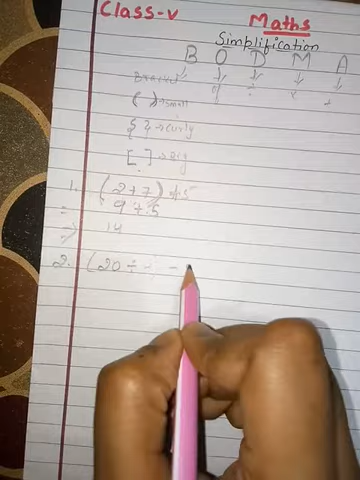 Class-V
Maths
Simplification
B O D M A
Bracket
( ) → small
{ } → curly
[ ] → big
1. (2+7)+5
= 9+5
=> 14
2. (20 ÷